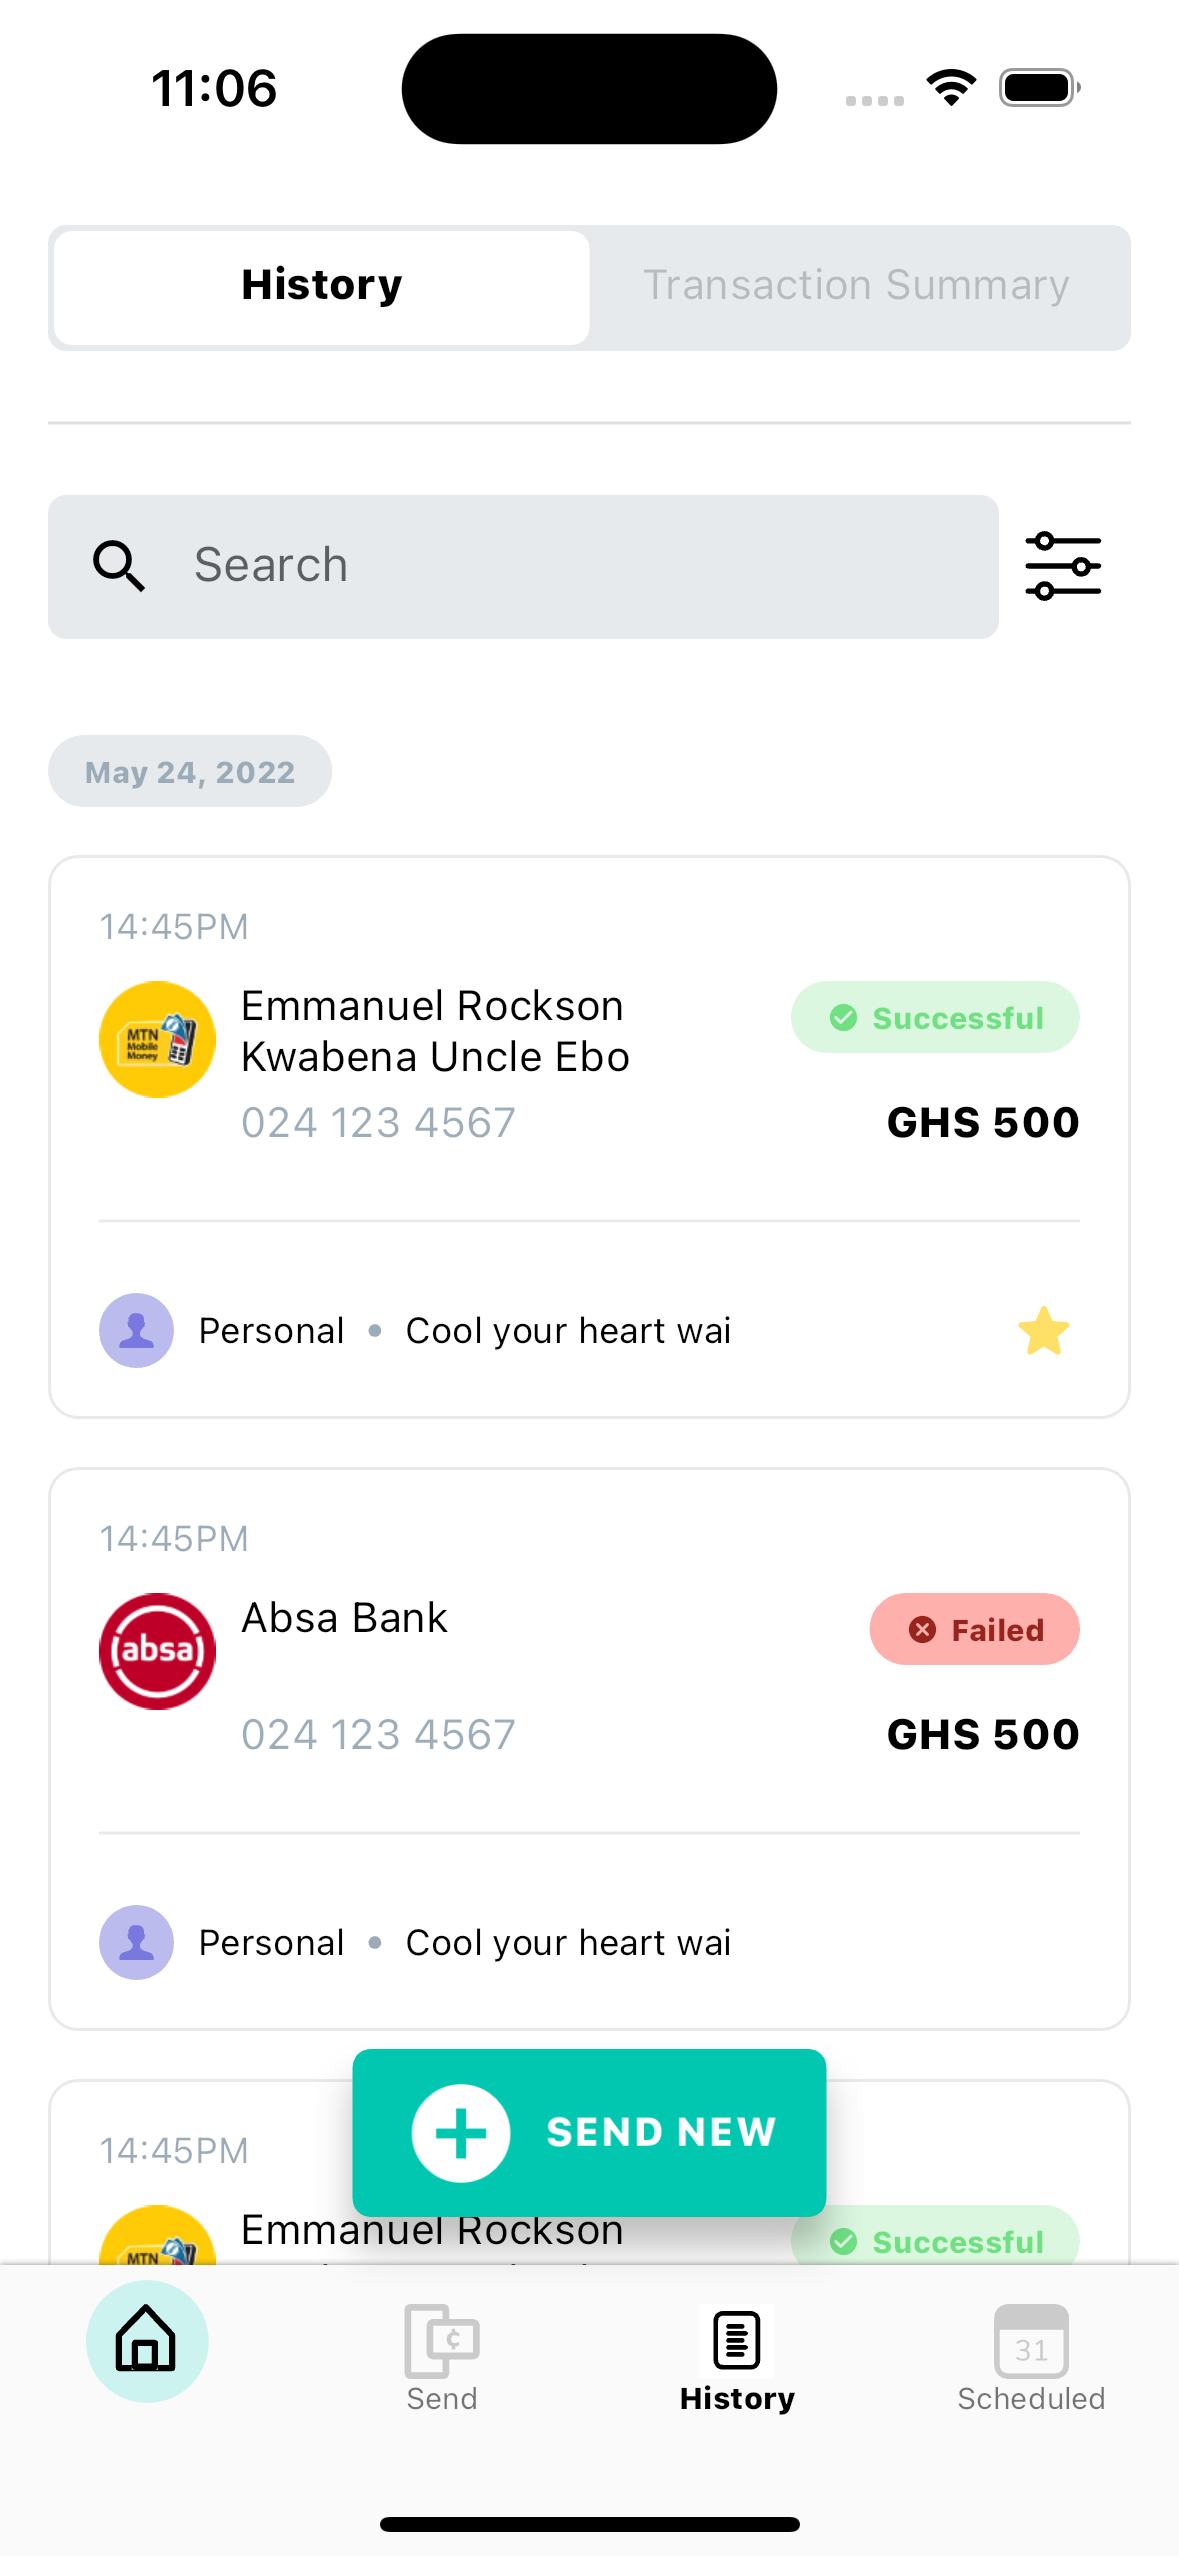 11:06
History
Transaction Summary
Search
May 24, 2022
14:45PM
MTN
Mobile
Money
Emmanuel Rockson
Kwabena Uncle Ebo
Successful
024 123 4567
GHS 500
Personal • Cool your heart wai
14:45PM
absa
Absa Bank
Failed
024 123 4567
GHS 500
Personal • Cool your heart wai
SEND NEW
14:45PM
MTN
Emmanuel Rockson
Successful
¢
31
Send
History
Scheduled